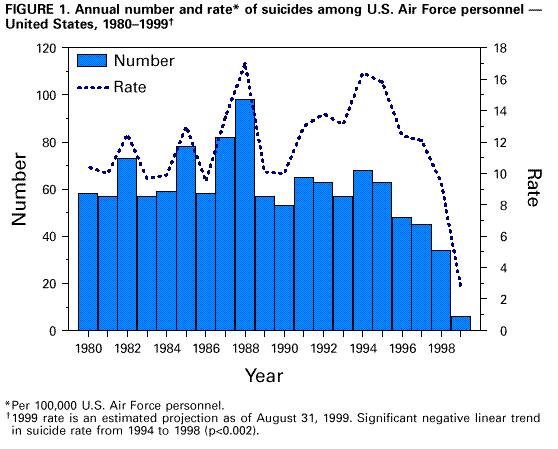 FIGURE 1. Annual number and rate* of suicides among U.S. Air Force personnel —
United States, 1980–1999†
120
100
80
60
40
20
0
Number
Number
Rate
18
16
14
12
10
8
6
4
2
0
Rate
1980 1982 1984 1986 1988 1990 1992 1994 1996 1998
Year
*Per 100,000 U.S. Air Force personnel.
†1999 rate is an estimated projection as of August 31, 1999. Significant negative linear trend
in suicide rate from 1994 to 1998 (p<0.002).